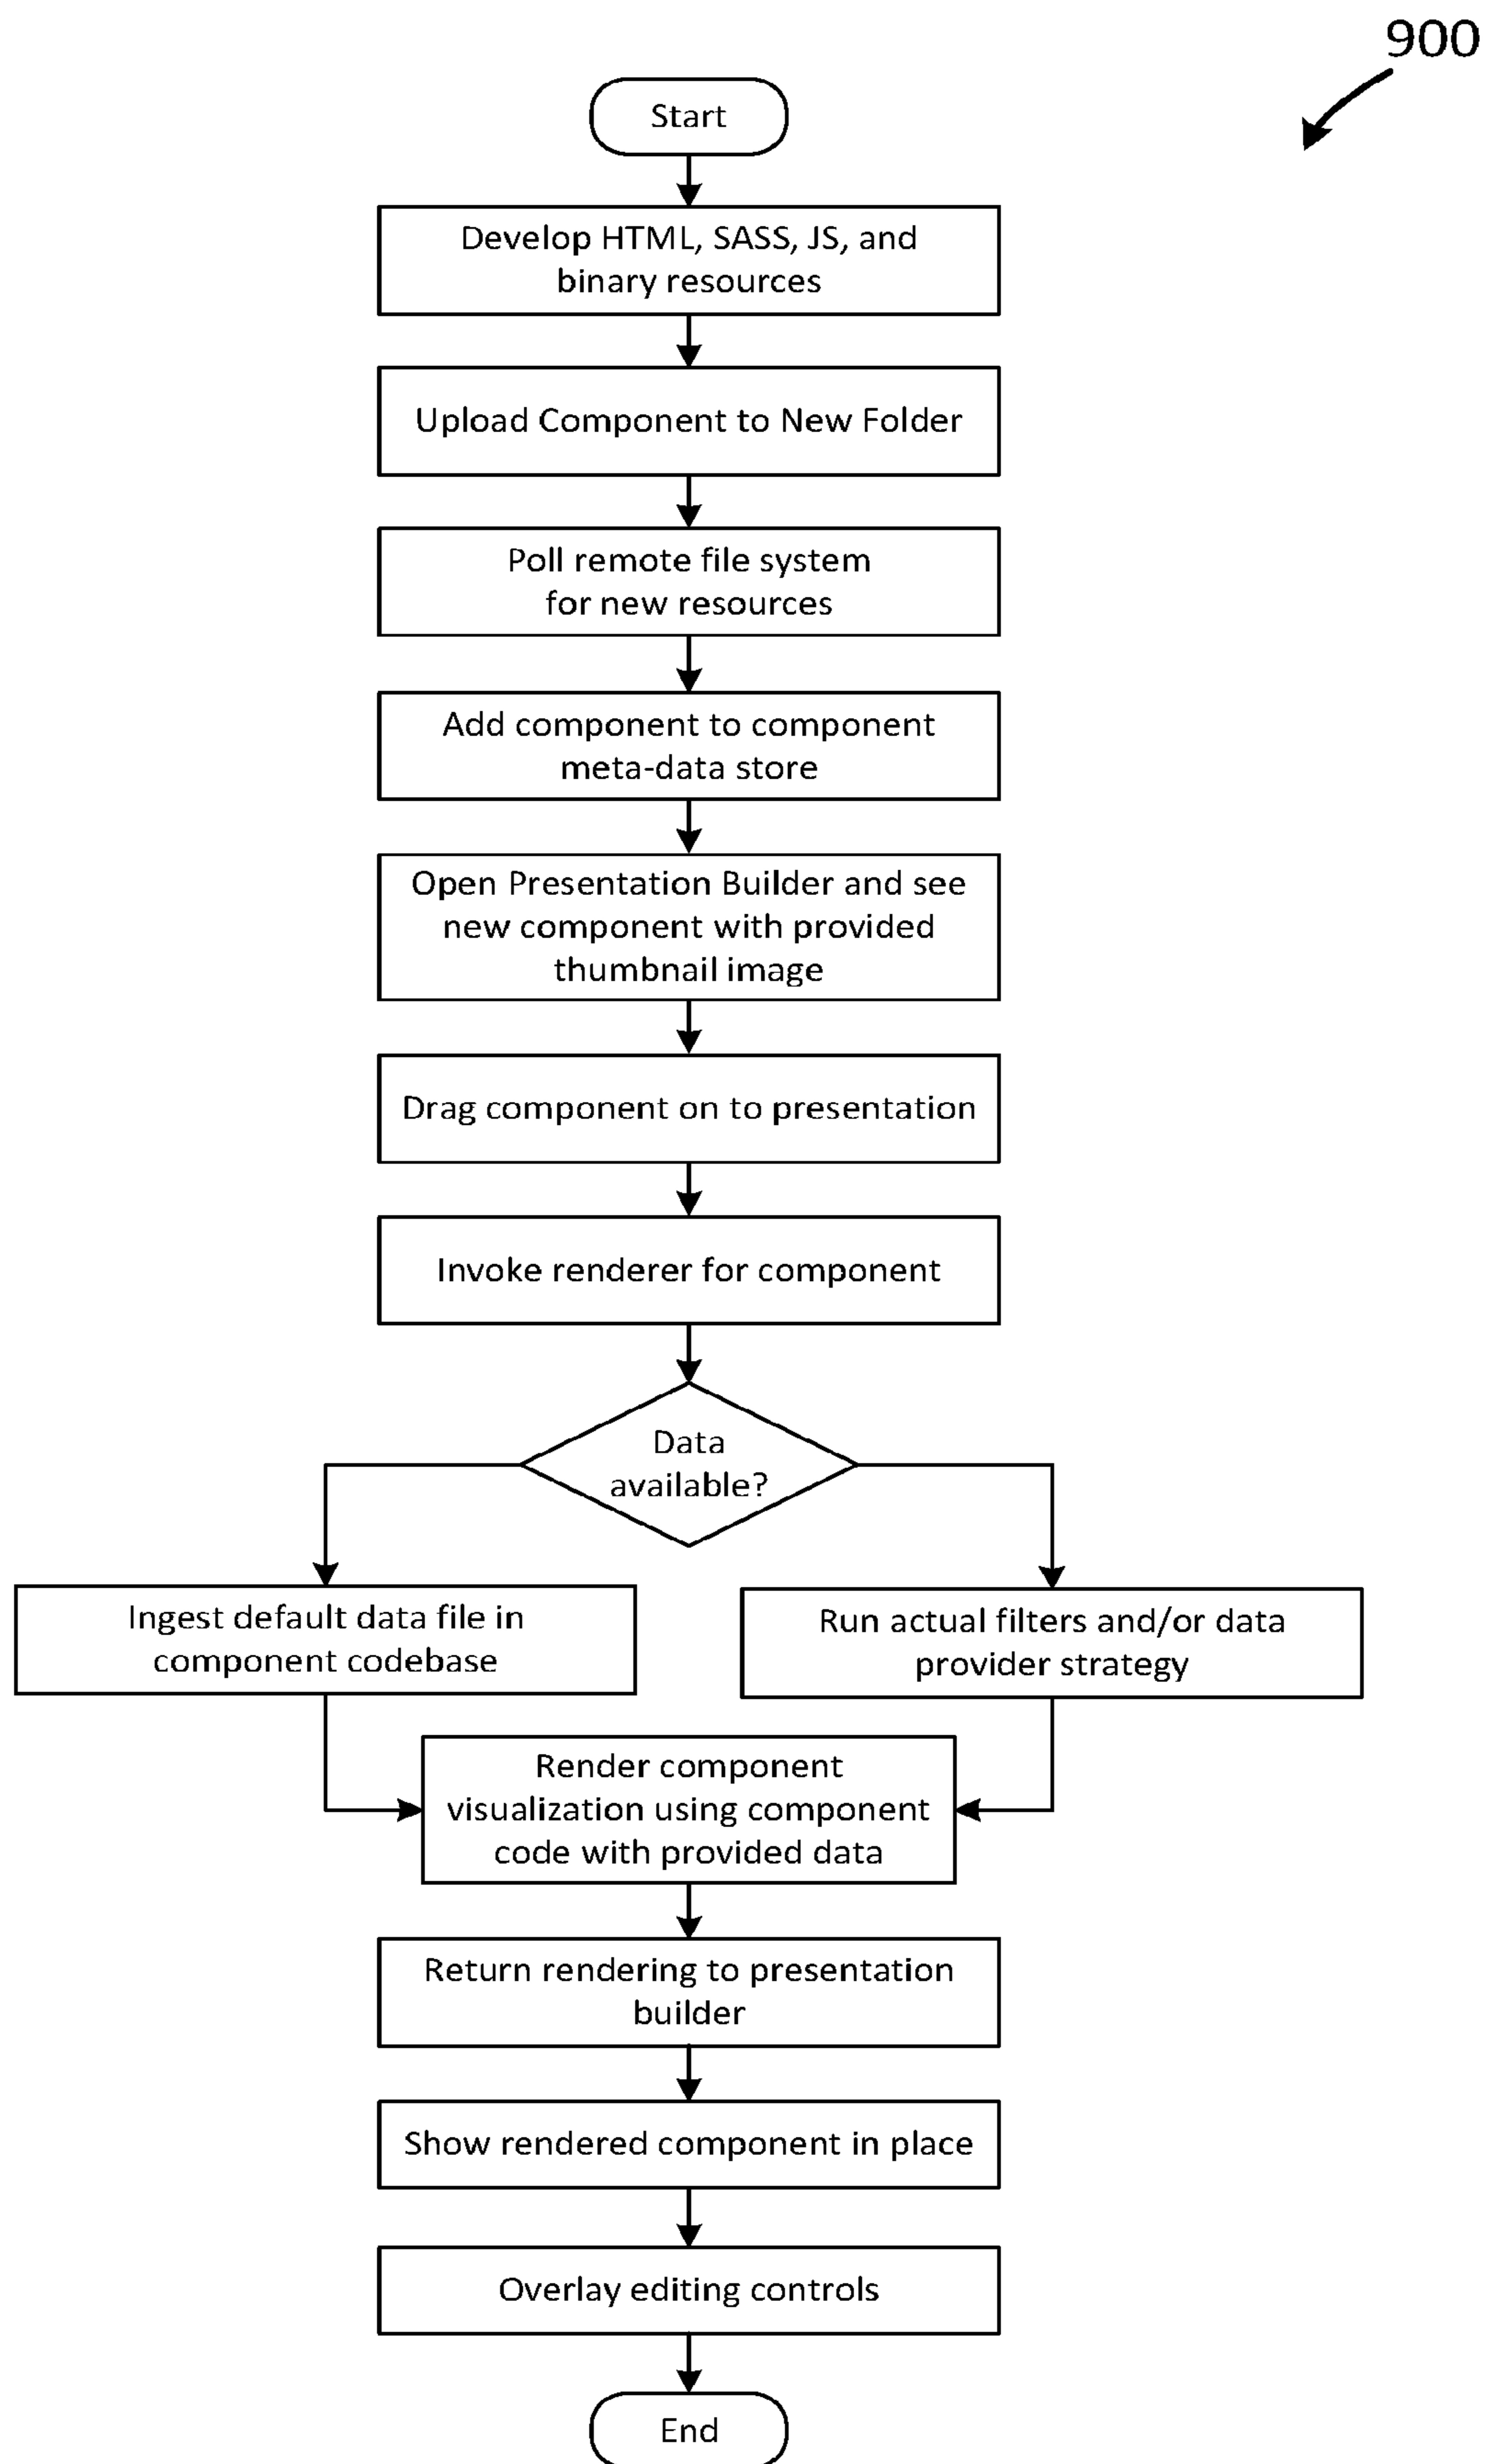 900
Start
Develop HTML, SASS, JS, and
binary resources
Upload Component to New Folder
Poll remote file system
for new resources
Add component to component
meta-data store
Open Presentation Builder and see
new component with provided
thumbnail image
Drag component on to presentation
Invoke renderer for component
Data
available?
Ingest default data file in
component codebase
Run actual filters and/or data
provider strategy
Render component
visualization using component
code with provided data
Return rendering to presentation
builder
Show rendered component in place
Overlay editing controls
End